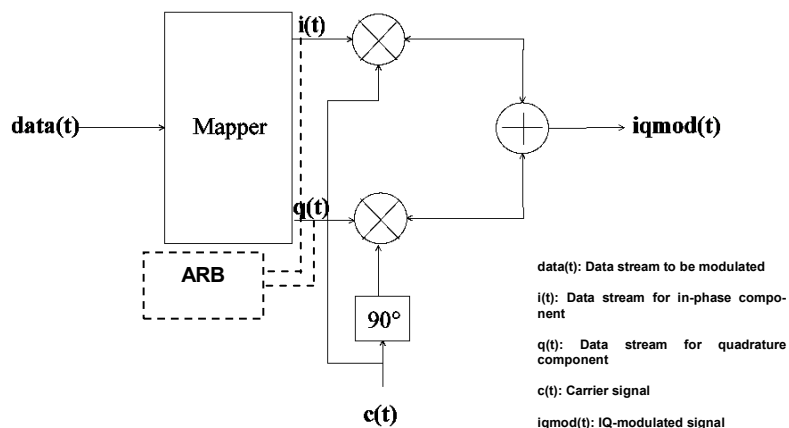 i(t)
data(t)
Mapper
iqmod(t)
q(t)
ARB
90°
c(t)
data(t): Data stream to be modulated
i(t): Data stream for in-phase compo-
nent
q(t): Data stream for quadrature
component
c(t): Carrier signal
iqmod(t): IQ-modulated signal